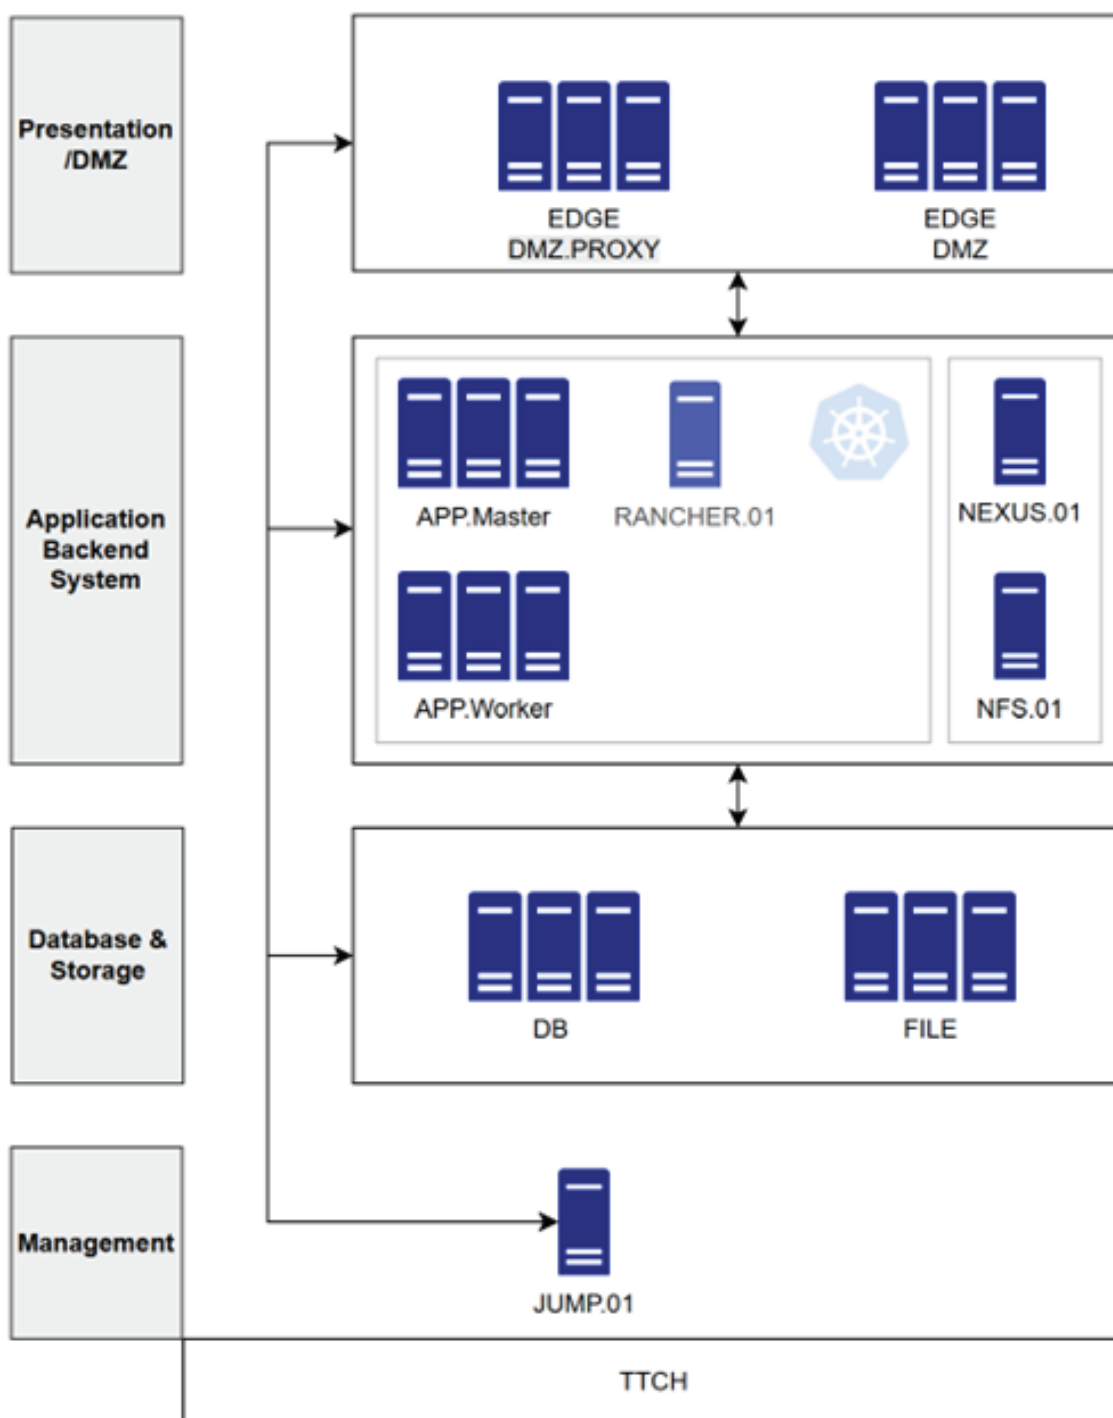 Presentation
/DMZ
EDGE
DMZ.PROXY
EDGE
DMZ
Application
Backend
System
APP.Master
RANCHER.01
NEXUS.01
APP.Worker
NFS.01
Database &
Storage
DB
FILE
Management
JUMP.01
TTCH